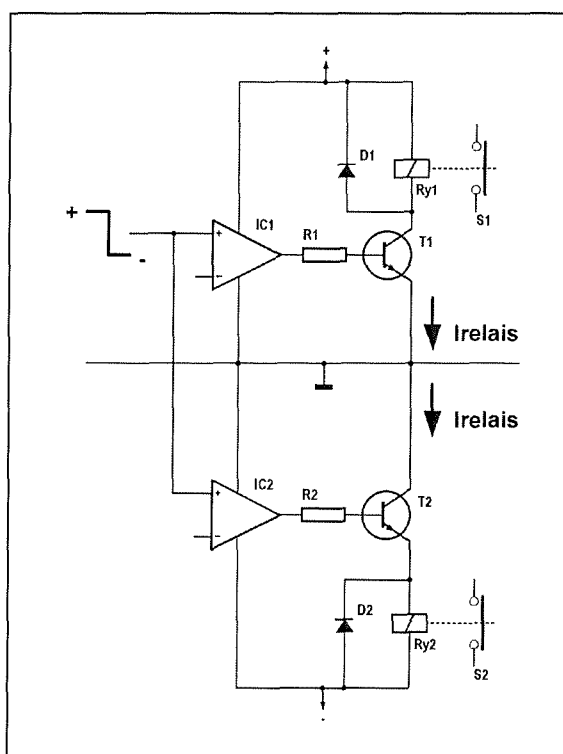 +
D1
Ry1
S1
+
-
IC1
+
-
R1
T1
Irelais
Irelais
IC2
+
-
R2
T2
D2
Ry2
S2
-